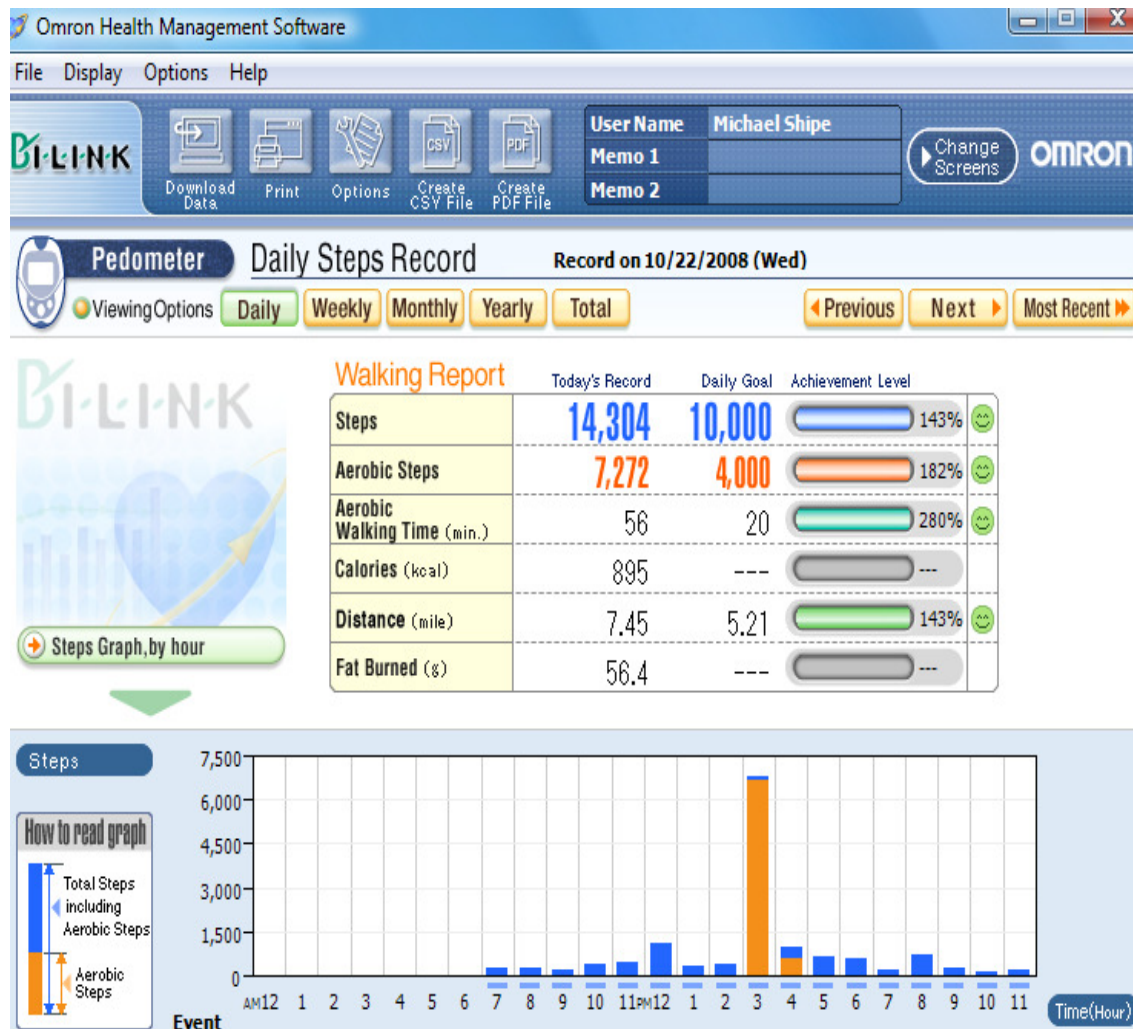 Omron Health Management Software
File Display Options Help
BI-LINK
Download Data
Print
Options
CSV
Create CSV File
PDF
Create PDF File
User Name Michael Shipe
Memo 1
Memo 2
Change Screens
OMRON
Pedometer
Daily Steps Record
Record on 10/22/2008 (Wed)
Viewing Options Daily Weekly Monthly Yearly Total
Previous Next Most Recent
BI-LINK
Walking Report Today's Record Daily Goal Achievement Level
Steps 14,304 10,000 143%
Aerobic Steps 7,272 4,000 182%
Aerobic
Walking Time (min.) 56 20 280%
Calories (kcal) 895 --- ---
Distance (mile) 7.45 5.21 143%
Fat Burned (g) 56.4 --- ---
Steps Graph,by hour
Steps
How to read graph
Total Steps
including
Aerobic Steps
Aerobic
Steps
7,500
6,000
4,500
3,000
1,500
0
AM12 1 2 3 4 5 6 7 8 9 10 11 PM12 1 2 3 4 5 6 7 8 9 10 11
Time(Hour)
Event